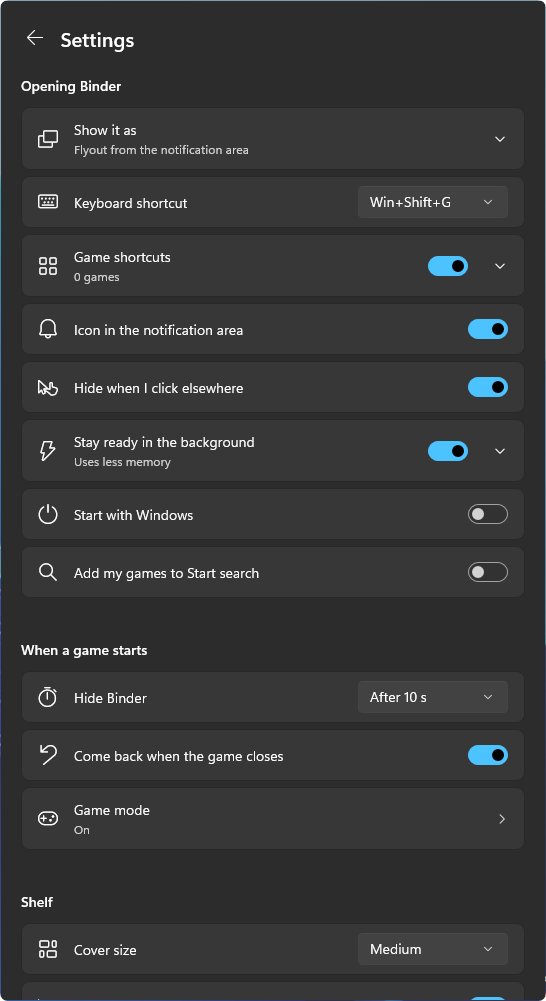 Settings
Opening Binder
Show it as
Flyout from the notification area
Keyboard shortcut
Win+Shift+G
Game shortcuts
0 games
Icon in the notification area
Hide when I click elsewhere
Stay ready in the background
Uses less memory
Start with Windows
Add my games to Start search
When a game starts
Hide Binder
After 10 s
Come back when the game closes
Game mode
On
Shelf
Cover size
Medium